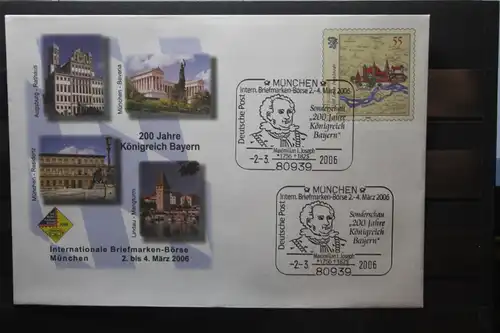 Augsburg - Rathaus
München - Bavaria
200 Jahre
Königreich Bayern
München - Residenz
Lindau - Mangturm
Internationale Briefmarken-Börse
München 2. bis 4. März 2006
55
MÜNCHEN
Intern. Briefmarken-Börse 2.-4. März 2006
Deutsche Post
Sonderschau
"200 Jahre
Königreich
Bayern"
Maximilian I. Joseph
*1756 +1825
-2-3. 2006
80939
MÜNCHEN
Intern. Briefmarken-Börse 2.-4. März 2006
Deutsche Post
Sonderschau
"200 Jahre
Königreich
Bayern"
Maximilian I. Joseph
*1756 +1825
-2-3. 2006
80939